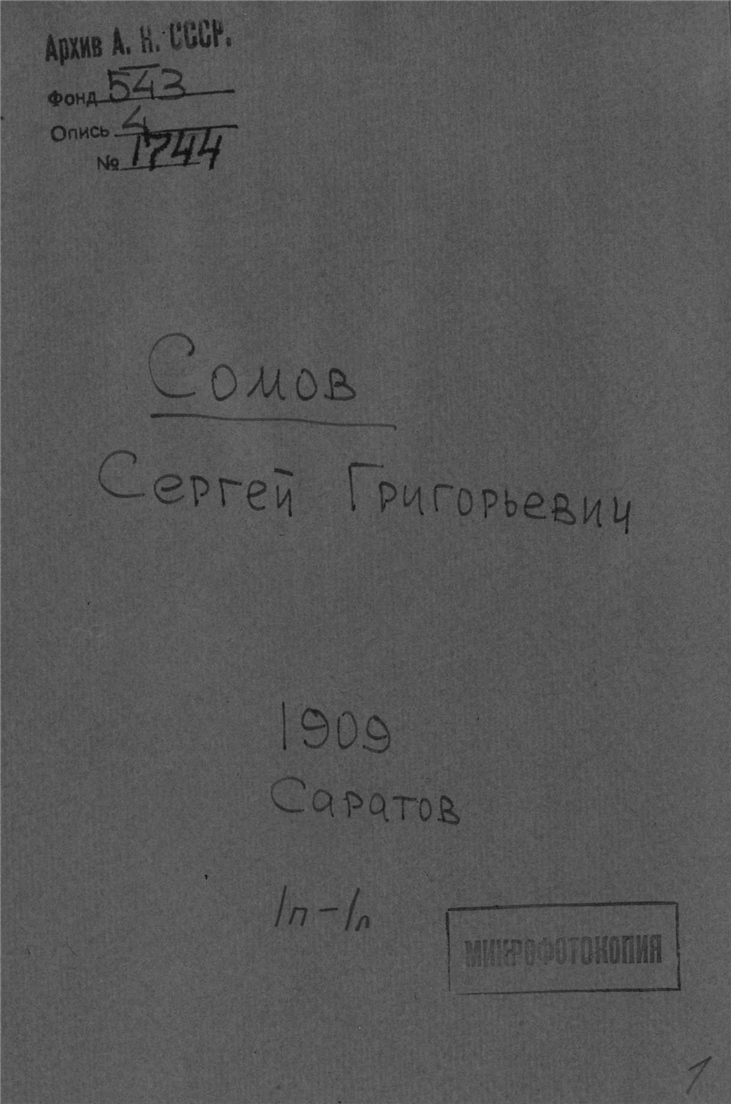 Архив А. Н. СССР.
Фонд 543
Опись 4
№ 1744
Сомов
Сергей Григорьевич
1909
Саратов
1п-1л
МИКРОФОТОКОПИЯ
1